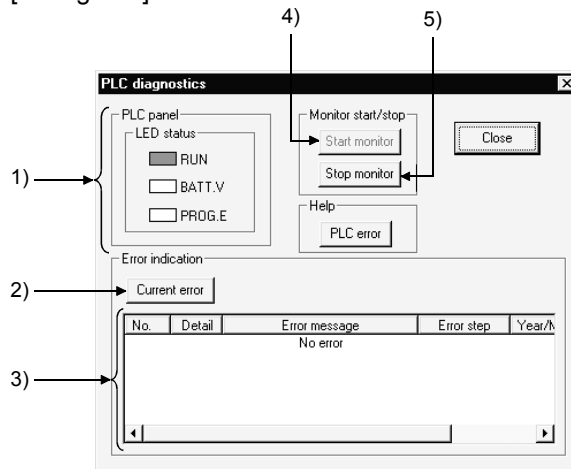 4)
5)
PLC diagnostics
PLC panel
LED status
RUN
BATT.V
PROG.E
1)
Monitor start/stop
Start monitor
Stop monitor
Close
Help
PLC error
Error indication
2)
Current error
No. Detail Error message Error step
No error
3)